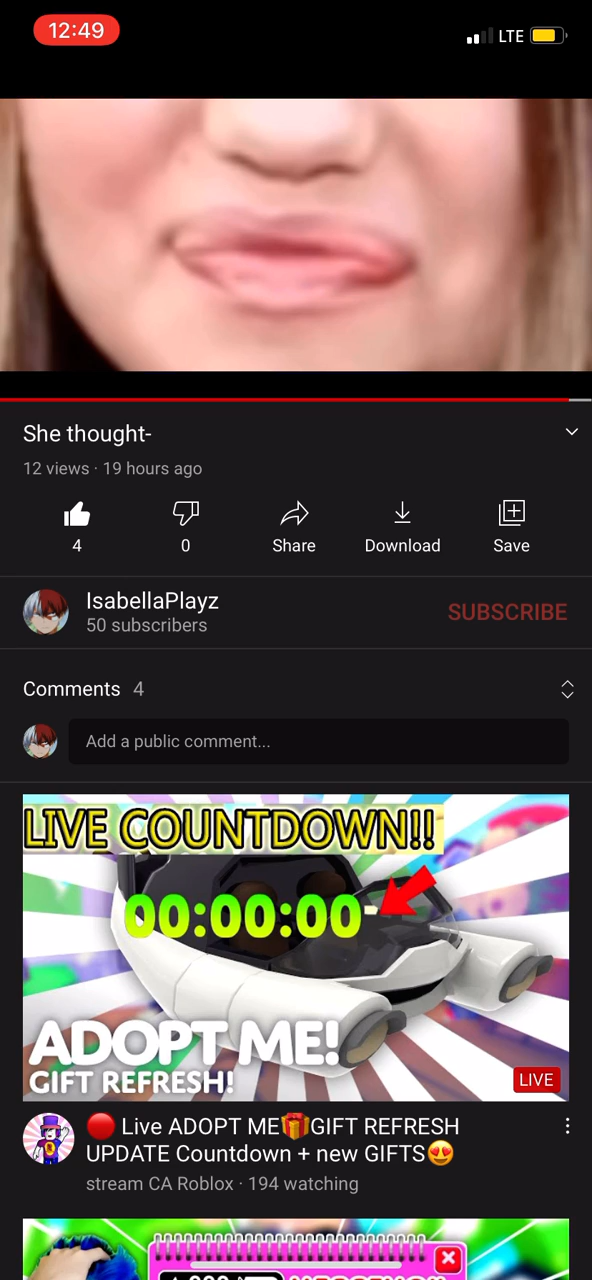 12:49
LTE
She thought-
12 views · 19 hours ago
4
0
Share
Download
Save
IsabellaPlayz
50 subscribers
SUBSCRIBE
Comments 4
Add a public comment...
LIVE COUNTDOWN!!
00:00:00
ADOPT ME!
GIFT REFRESH!
LIVE
🔴 Live ADOPT ME🎁GIFT REFRESH
UPDATE Countdown + new GIFTS😍
stream CA Roblox · 194 watching